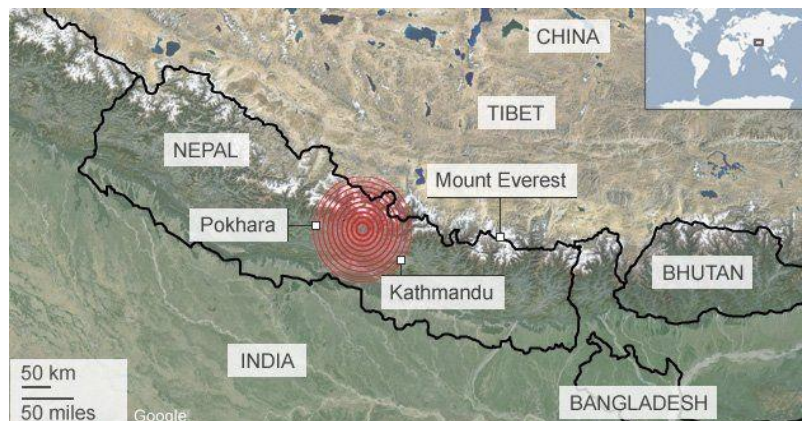 CHINA
TIBET
NEPAL
Mount Everest
Pokhara
BHUTAN
Kathmandu
INDIA
50 km
50 miles
BANGLADESH
Google